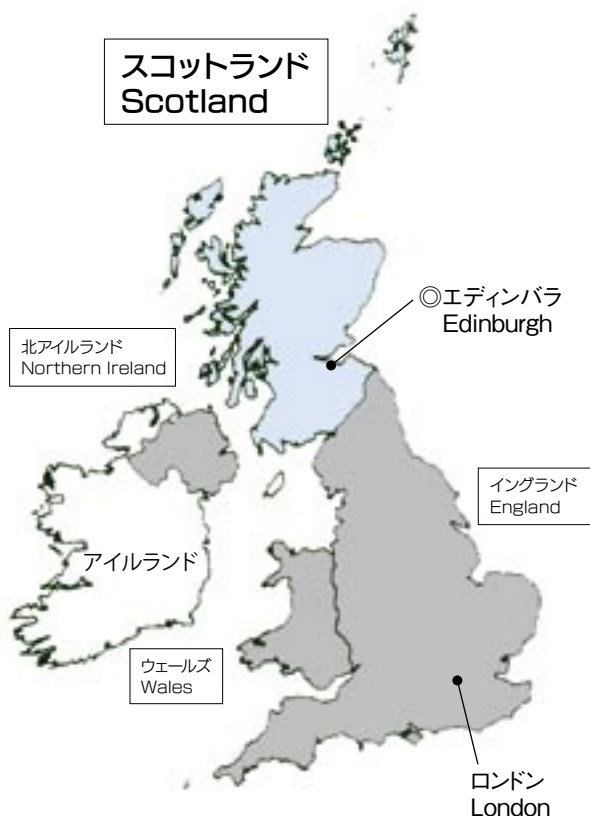 スコットランド
Scotland
◎エディンバラ
Edinburgh
北アイルランド
Northern Ireland
イングランド
England
アイルランド
ウェールズ
Wales
ロンドン
London